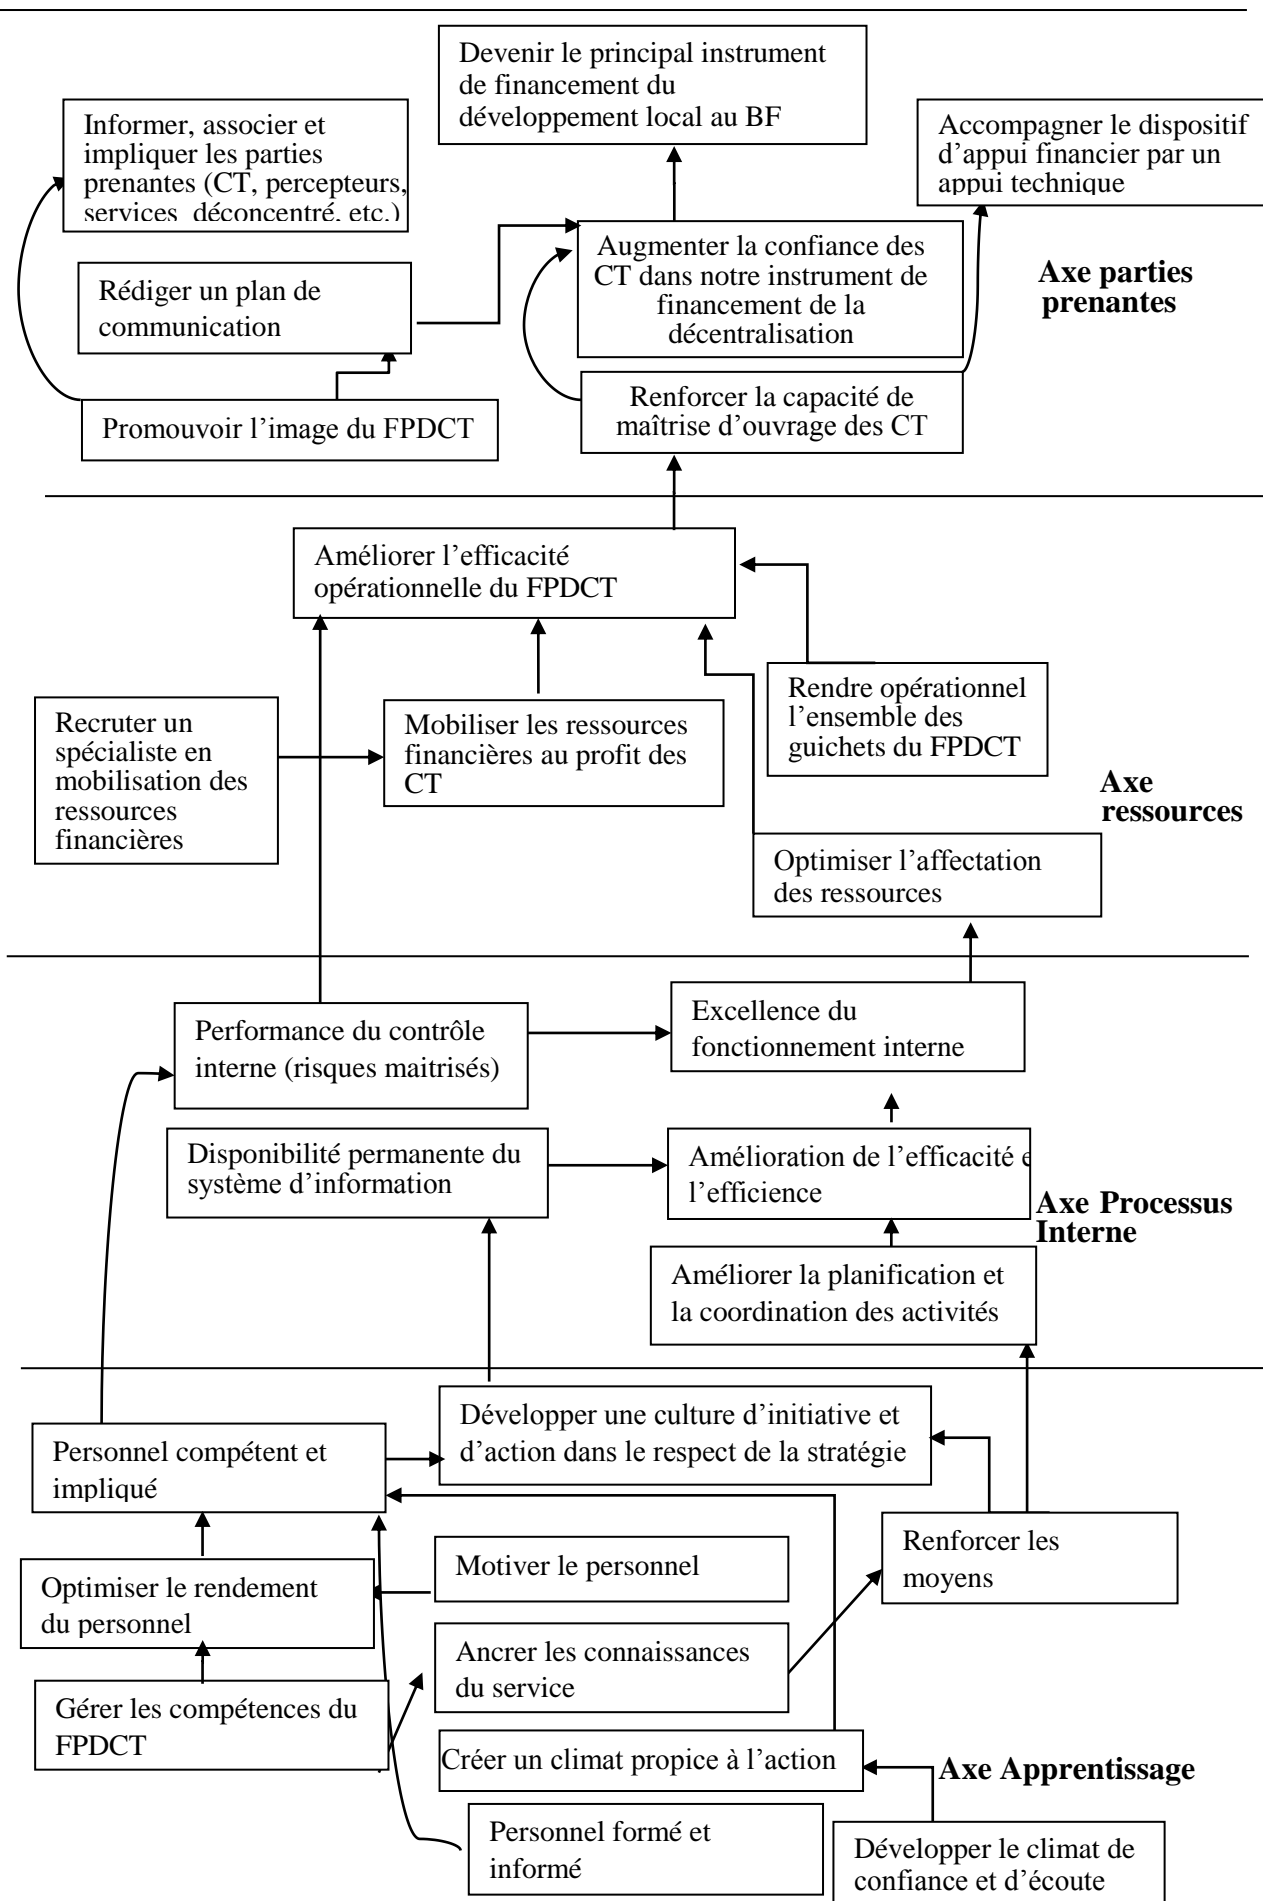 Devenir le principal instrument
de financement du
développement local au BF
Informer, associer et
impliquer les parties
prenantes (CT, percepteurs,
services déconcentré, etc.)
Accompagner le dispositif
d'appui financier par un
appui technique
Augmenter la confiance des
CT dans notre instrument de
financement de la
décentralisation
Axe parties
prenantes
Rédiger un plan de
communication
Renforcer la capacité de
maîtrise d'ouvrage des CT
Promouvoir l'image du FPDCT
Améliorer l'efficacité
opérationnelle du FPDCT
Rendre opérationnel
l'ensemble des
guichets du FPDCT
Recruter un
spécialiste en
mobilisation des
ressources
financières
Mobiliser les ressources
financières au profit des
CT
Axe
ressources
Optimiser l'affectation
des ressources
Excellence du
fonctionnement interne
Performance du contrôle
interne (risques maitrisés)
Disponibilité permanente du
système d'information
Amélioration de l'efficacité e
l'efficience
Axe Processus
Interne
Améliorer la planification et
la coordination des activités
Développer une culture d'initiative et
d'action dans le respect de la stratégie
Personnel compétent et
impliqué
Renforcer les
moyens
Motiver le personnel
Optimiser le rendement
du personnel
Ancrer les connaissances
du service
Gérer les compétences du
FPDCT
Créer un climat propice à l'action
Axe Apprentissage
Personnel formé et
informé
Développer le climat de
confiance et d'écoute